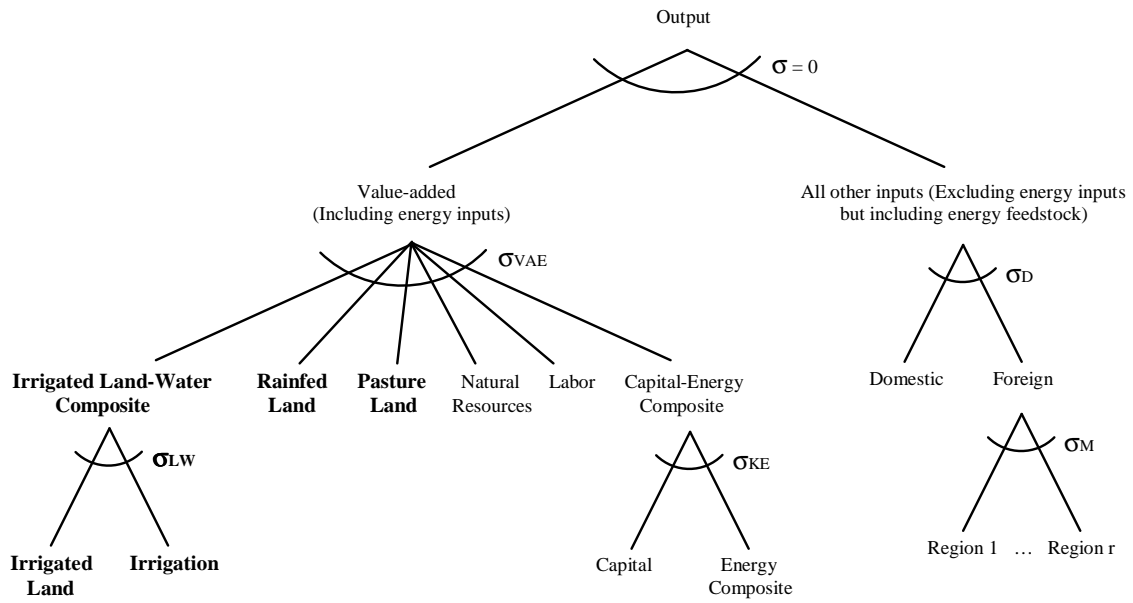 Output
σ = 0
Value-added
(Including energy inputs)
All other inputs (Excluding energy inputs
but including energy feedstock)
σVAE
σD
Irrigated Land-Water
Composite
Rainfed
Land
Pasture
Land
Natural
Resources
Labor
Capital-Energy
Composite
Domestic
Foreign
σLW
σKE
σM
Irrigated
Land
Irrigation
Capital
Energy
Composite
Region 1 … Region r